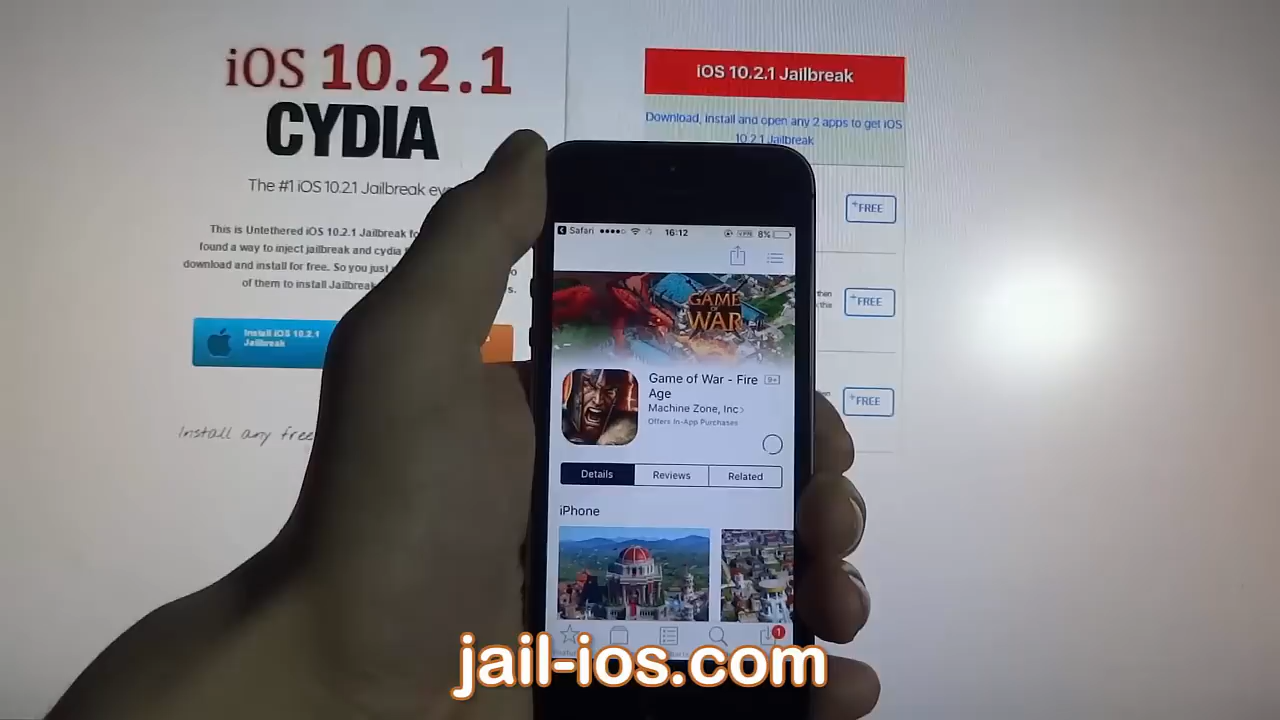 iOS 10.2.1
CYDIA
The #1 iOS 10.2.1 Jailbreak
This is Untethered iOS 10.2.1 Jailbreak
found a way to inject jailbreak and cydia
download and install for free. So you just
of them to install Jailbreak
Install iOS 10.2.1
Jailbreak
Install any free
iOS 10.2.1 Jailbreak
Download, install and open any 2 apps to get iOS
10.2.1 Jailbreak
+FREE
then
+FREE
+FREE
Safari 16:12 VPN 8%
GAME
OF
WAR
Game of War - Fire 9+
Age
Machine Zone, Inc >
Offers In-App Purchases
Details Reviews Related
iPhone
1
jail-ios.com